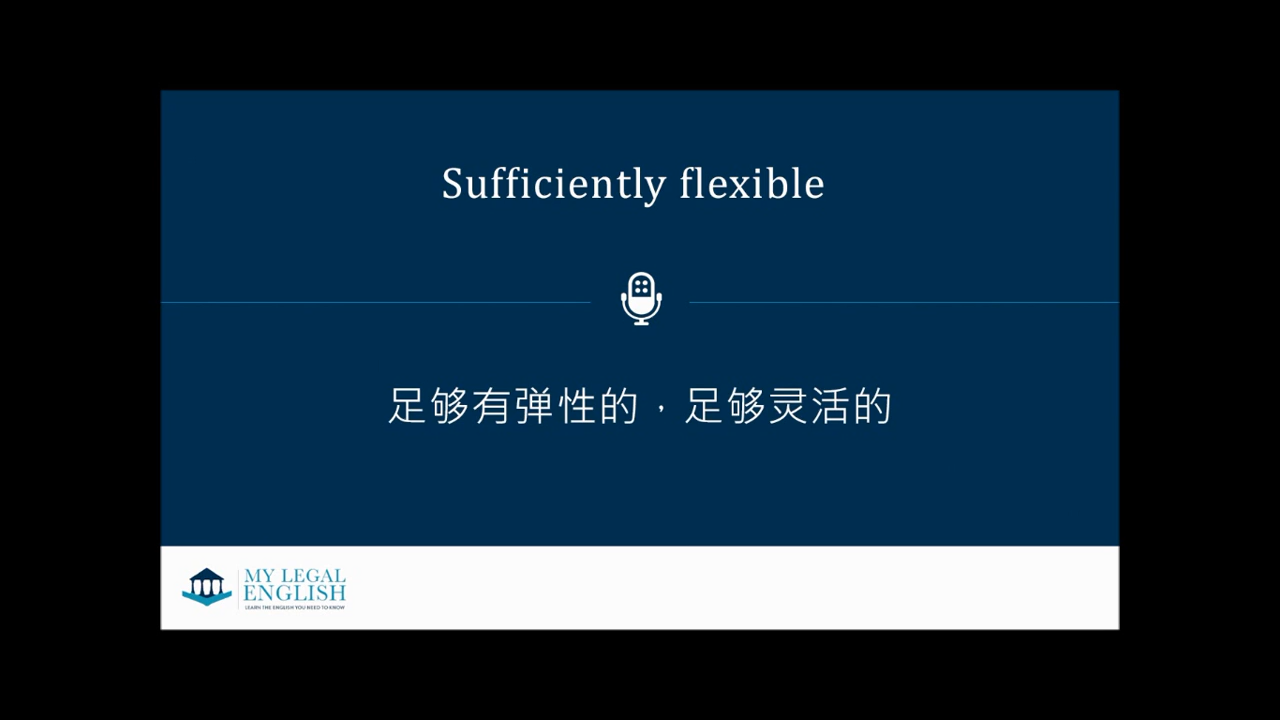 Sufficiently flexible
足够有弹性的，足够灵活的
MY LEGAL
ENGLISH
LEARN THE ENGLISH YOU NEED TO KNOW